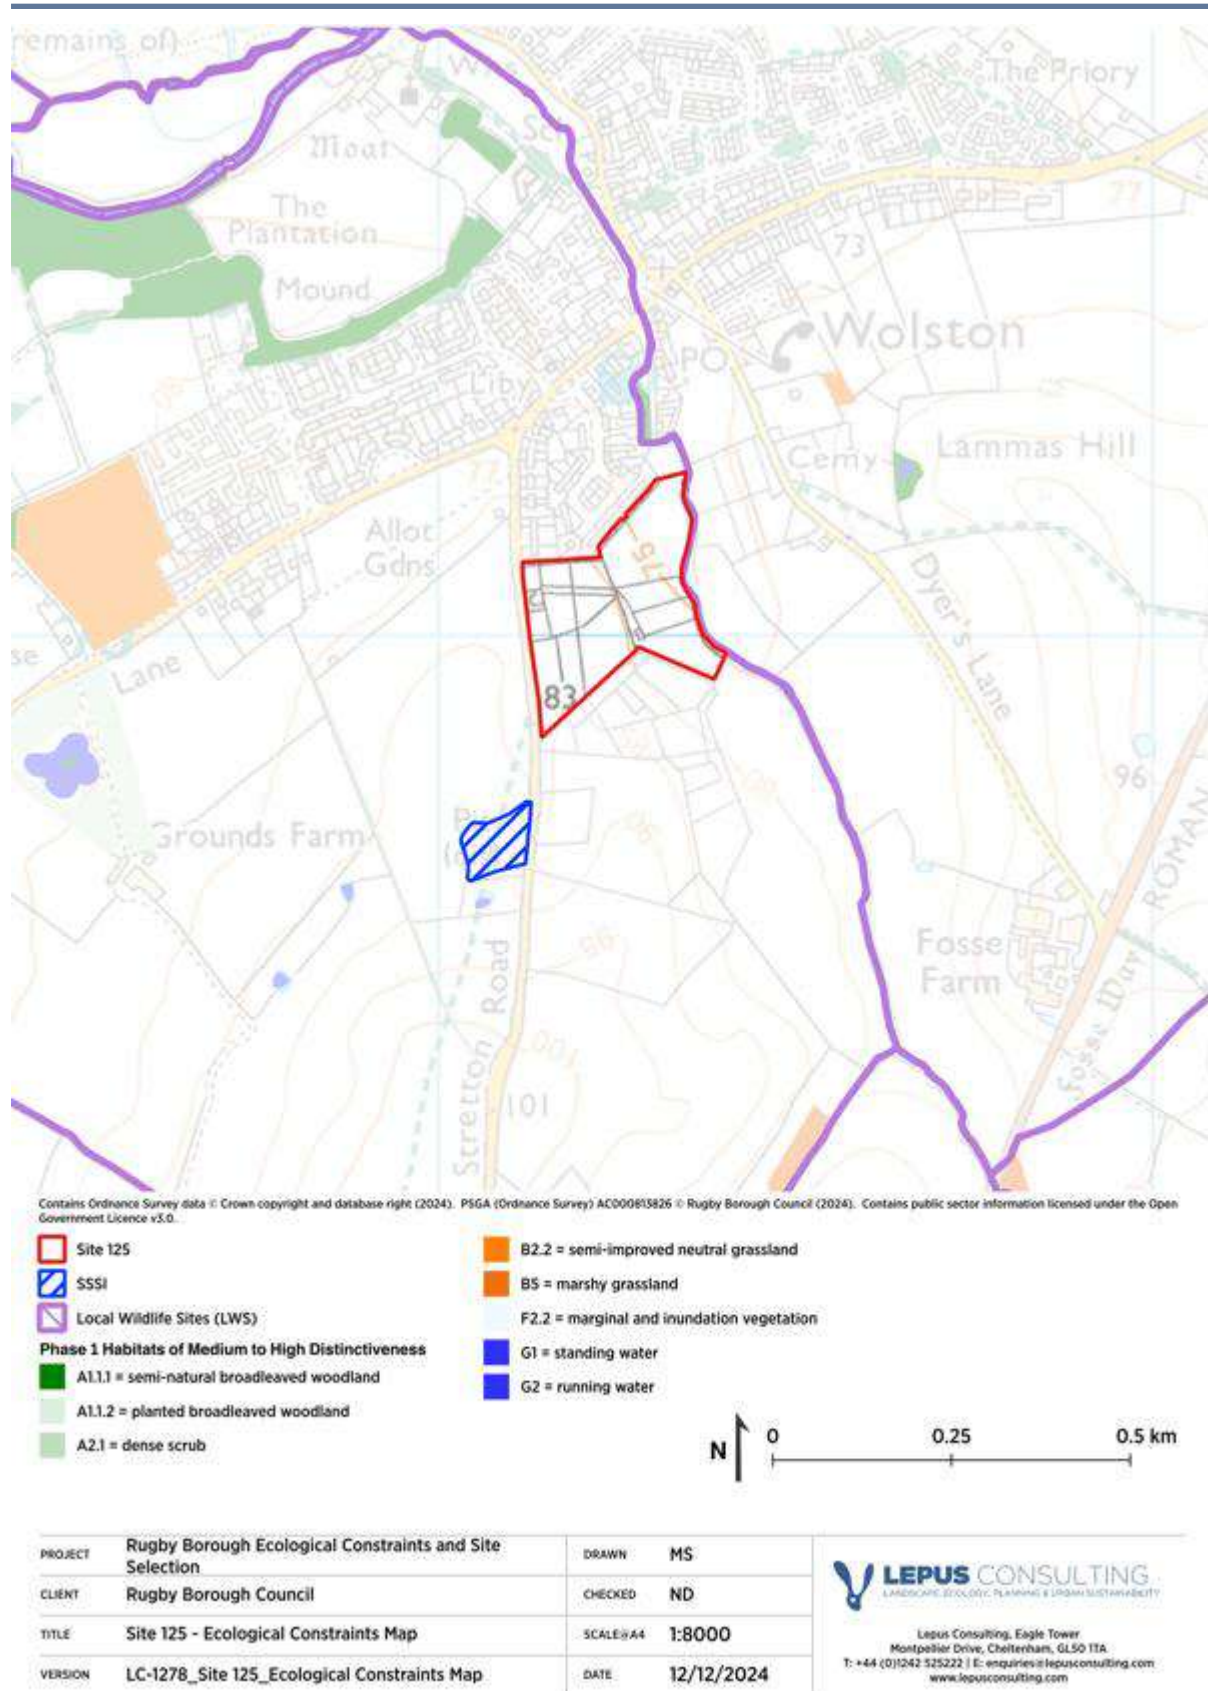 remains of)
The Priory
Moat
The
Plantation
Mound
77
73
Wolston
PO
Liby
Cemy
Lammas Hill
77
Allot
Gdns
75
Dyer's Lane
Lane
83
96
Grounds Farm
ROMAN
Fosse
Farm
95
Stretton Road
Fosse Way
100
101
Contains Ordnance Survey data © Crown copyright and database right (2024). PSGA (Ordnance Survey) AC000813826 © Rugby Borough Council (2024). Contains public sector information licensed under the Open
Government Licence v3.0.
Site 125
SSSI
Local Wildlife Sites (LWS)
Phase 1 Habitats of Medium to High Distinctiveness
A1.1.1 = semi-natural broadleaved woodland
A1.1.2 = planted broadleaved woodland
A2.1 = dense scrub
B2.2 = semi-improved neutral grassland
B5 = marshy grassland
F2.2 = marginal and inundation vegetation
G1 = standing water
G2 = running water
N
0 0.25 0.5 km
PROJECT Rugby Borough Ecological Constraints and Site
Selection
CLIENT Rugby Borough Council
TITLE Site 125 - Ecological Constraints Map
VERSION LC-1278_Site 125_Ecological Constraints Map
DRAWN MS
CHECKED ND
SCALE@A4 1:8000
DATE 12/12/2024
LEPUS CONSULTING
LANDSCAPE, ECOLOGY, PLANNING & URBAN SUSTAINABILITY
Lepus Consulting, Eagle Tower
Montpellier Drive, Cheltenham, GL50 1TA
T: +44 (0)1242 525222 | E: enquiries@lepusconsulting.com
www.lepusconsulting.com